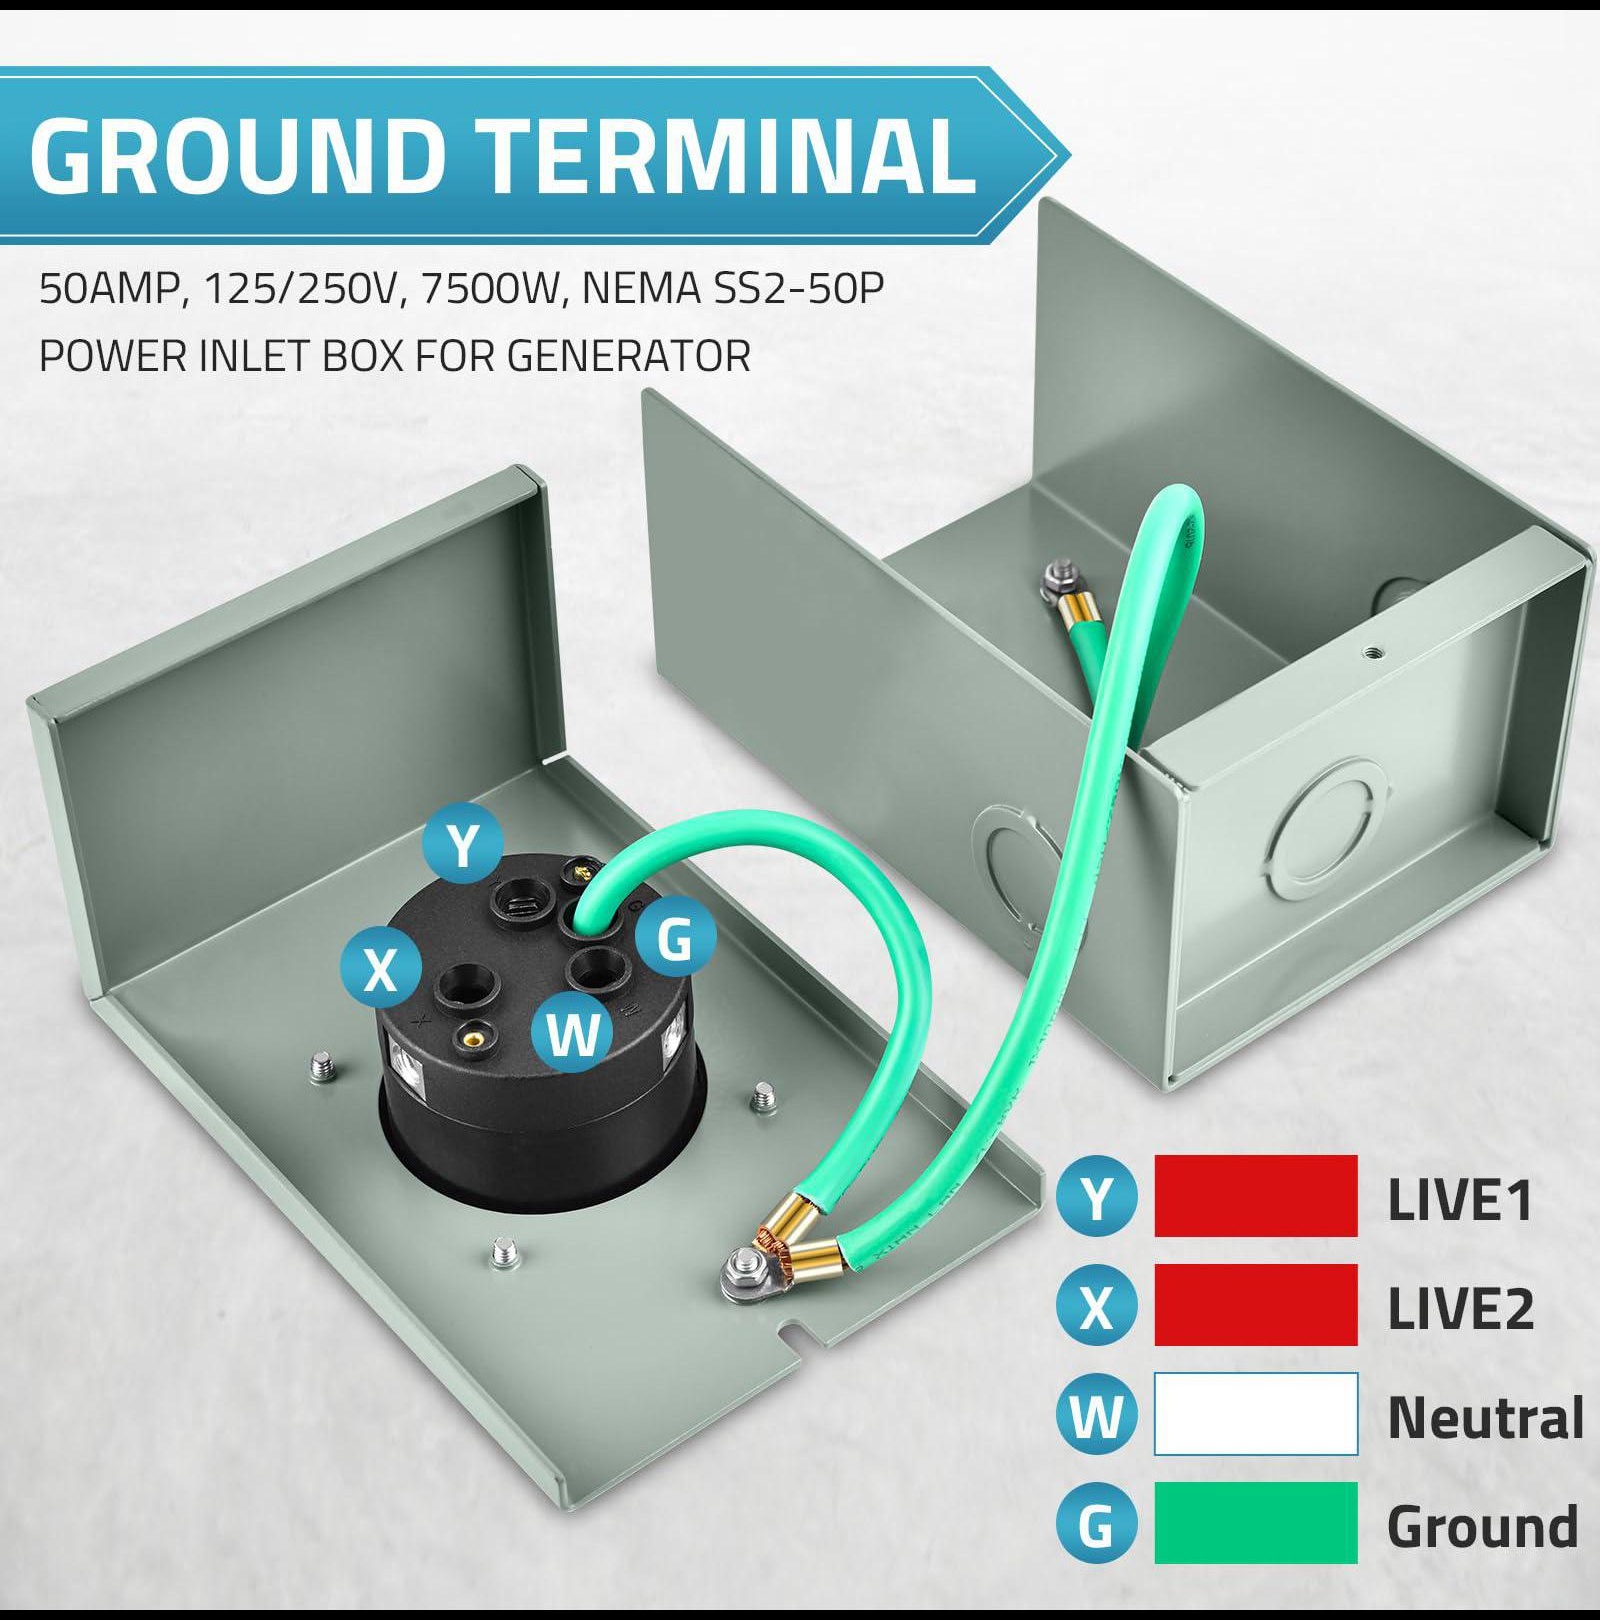 GROUND TERMINAL
50AMP, 125/250V, 7500W, NEMA SS2-50P
POWER INLET BOX FOR GENERATOR
Y
G
X
W
X
W
Y LIVE1
X LIVE2
W Neutral
G Ground